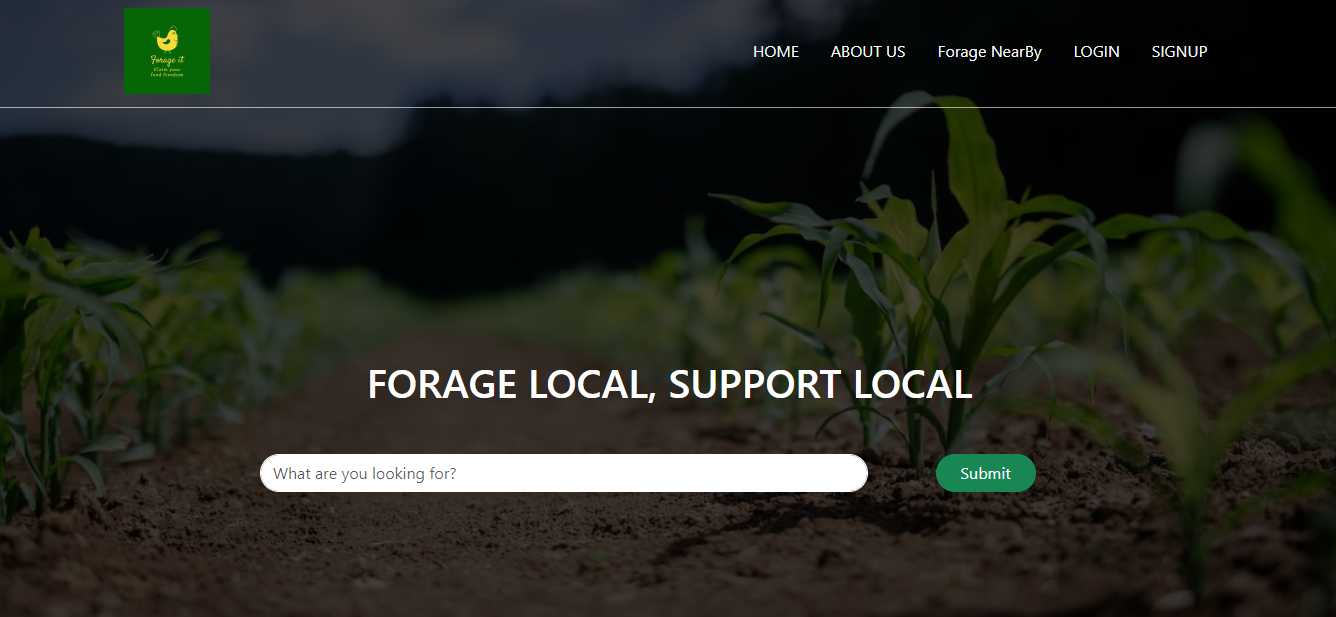 Forage it
Claim your
food freedom
HOME ABOUT US Forage NearBy LOGIN SIGNUP
FORAGE LOCAL, SUPPORT LOCAL
What are you looking for? Submit